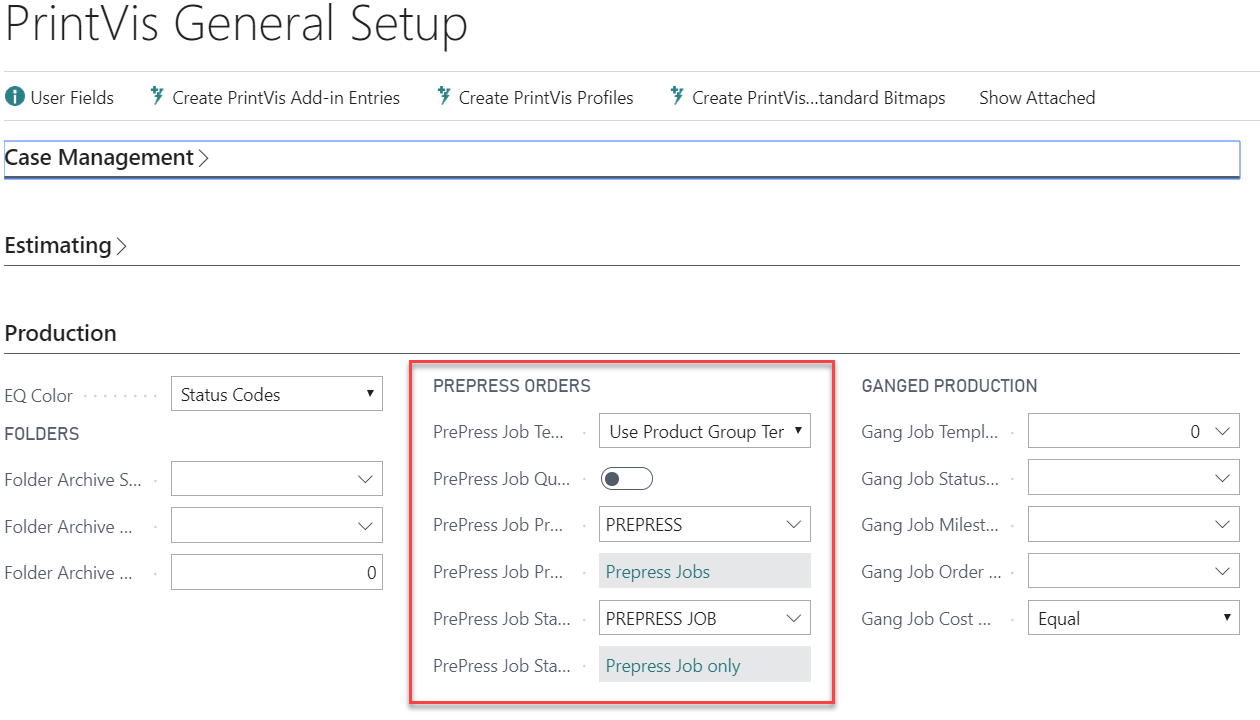 PrintVis General Setup
User Fields Create PrintVis Add-in Entries Create PrintVis Profiles Create PrintVis...tandard Bitmaps Show Attached
Case Management
Estimating
Production
EQ Color Status Codes
FOLDERS
Folder Archive S...
Folder Archive ...
Folder Archive ... 0
PREPRESS ORDERS
PrePress Job Te... Use Product Group Ter
PrePress Job Qu...
PrePress Job Pr... PREPRESS
PrePress Job Pr... Prepress Jobs
PrePress Job Sta... PREPRESS JOB
PrePress Job Sta... Prepress Job only
GANGED PRODUCTION
Gang Job Templ... 0
Gang Job Status...
Gang Job Milest...
Gang Job Order ...
Gang Job Cost ... Equal